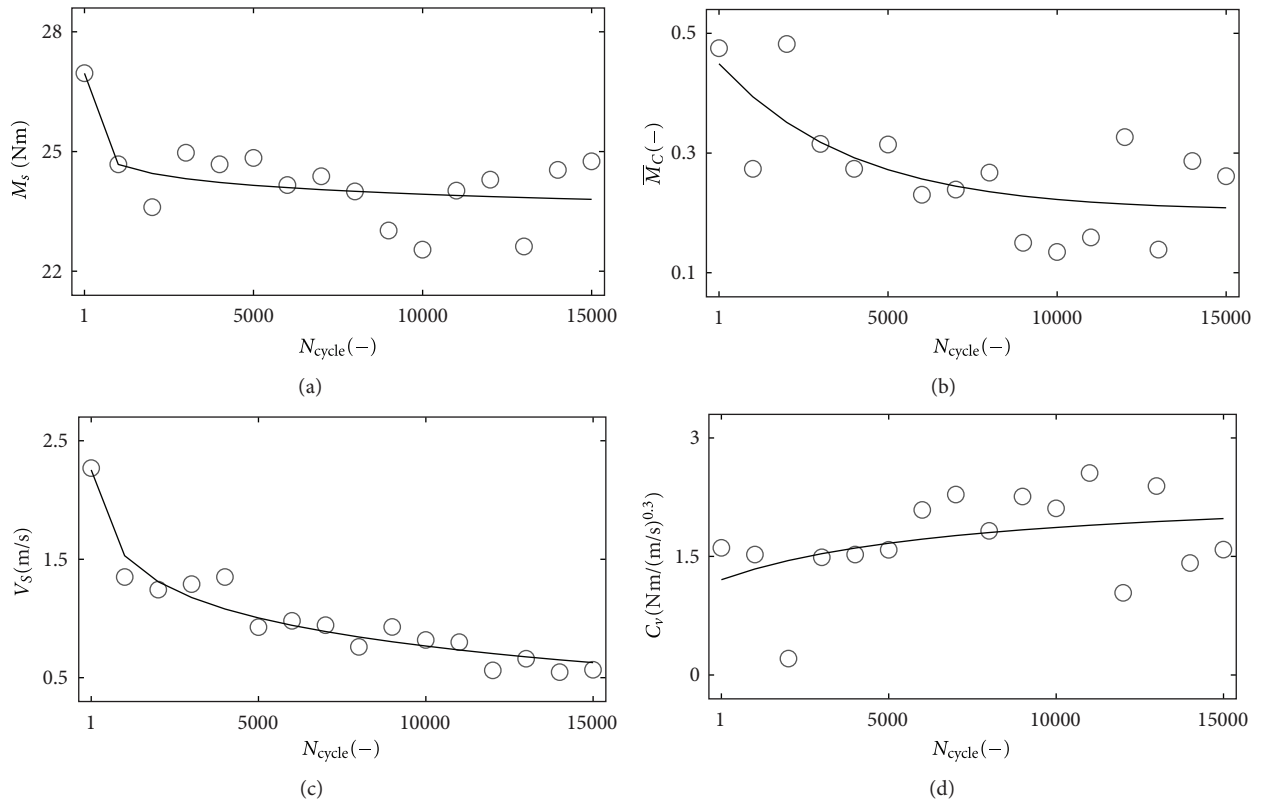 28
25
22
M_s (Nm)
1 5000 10000 15000
N_cycle(−)
(a)
0.5
0.3
0.1
M̅_C(−)
1 5000 10000 15000
N_cycle(−)
(b)
2.5
1.5
0.5
V_S(m/s)
1 5000 10000 15000
N_cycle(−)
(c)
3
1.5
0
C_v(Nm/(m/s)^0.3)
1 5000 10000 15000
N_cycle(−)
(d)